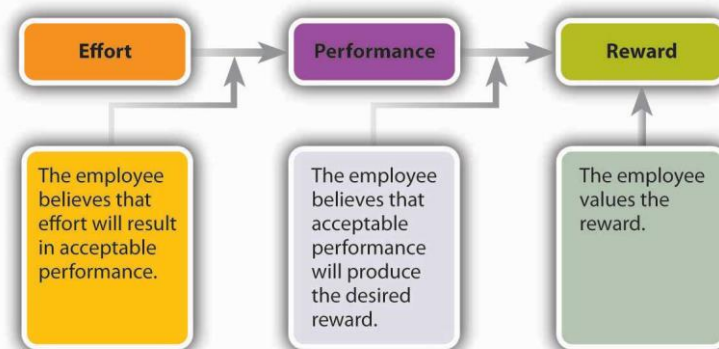 Effort
Performance
Reward
The employee
believes that
effort will result
in acceptable
performance.
The employee
believes that
acceptable
performance
will produce
the desired
reward.
The employee
values the
reward.